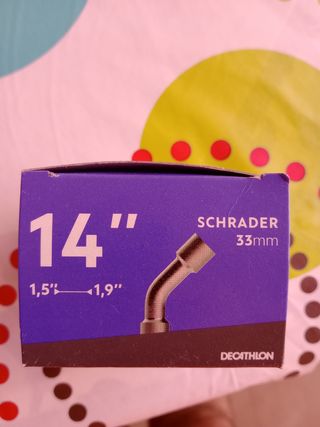 14”
1,5” 1,9”
SCHRADER
33mm
DECATHLON